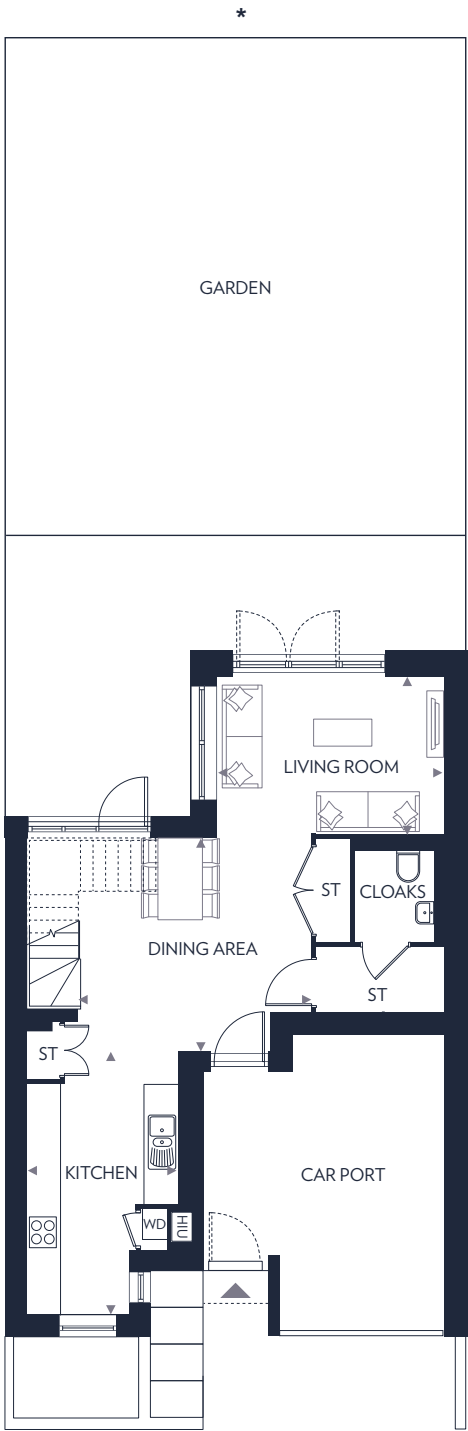 *
GARDEN
LIVING ROOM
ST
CLOAKS
DINING AREA
ST
ST
KITCHEN
CAR PORT
WD
HIU